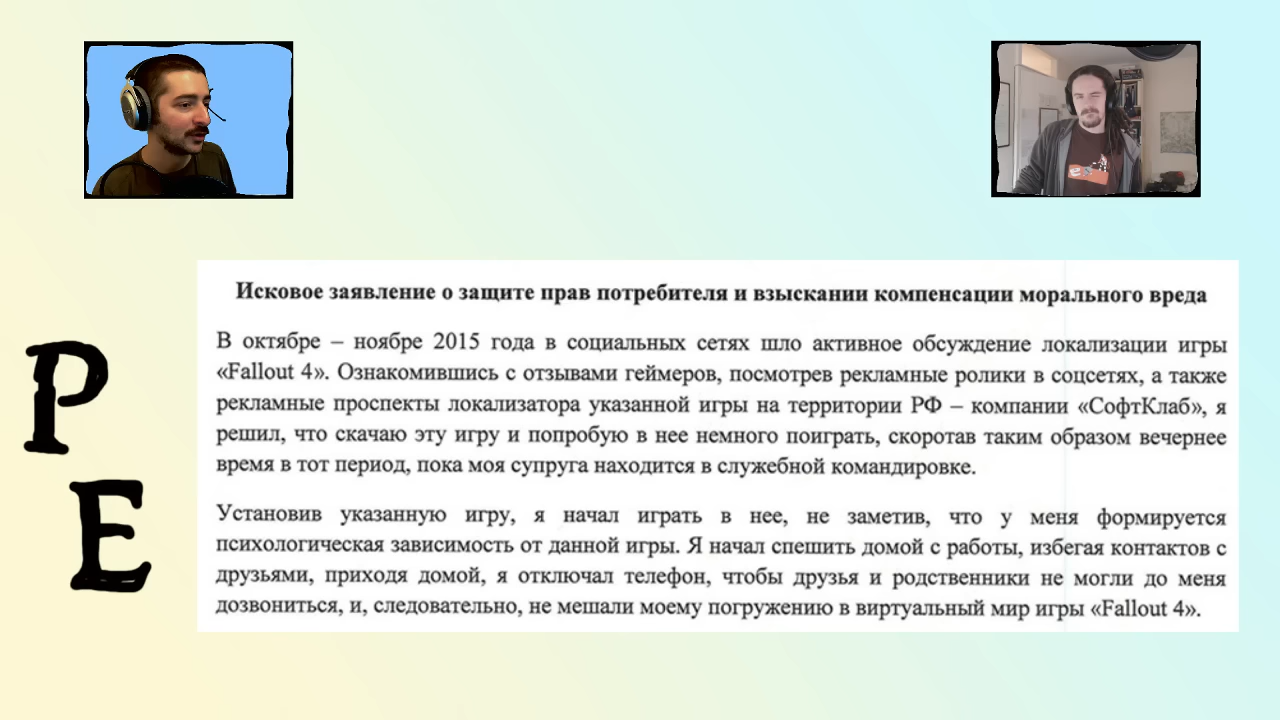 Исковое заявление о защите прав потребителя и взыскании компенсации морального вреда
В октябре – ноябре 2015 года в социальных сетях шло активное обсуждение локализации игры
«Fallout 4». Ознакомившись с отзывами геймеров, посмотрев рекламные ролики в соцсетях, а также
рекламные проспекты локализатора указанной игры на территории РФ – компании «СофтКлаб», я
решил, что скачаю эту игру и попробую в нее немного поиграть, скоротав таким образом вечернее
время в тот период, пока моя супруга находится в служебной командировке.
Установив указанную игру, я начал играть в нее, не заметив, что у меня формируется
психологическая зависимость от данной игры. Я начал спешить домой с работы, избегая контактов с
друзьями, приходя домой, я отключал телефон, чтобы друзья и родственники не могли до меня
дозвониться, и, следовательно, не мешали моему погружению в виртуальный мир игры «Fallout 4».
P
E